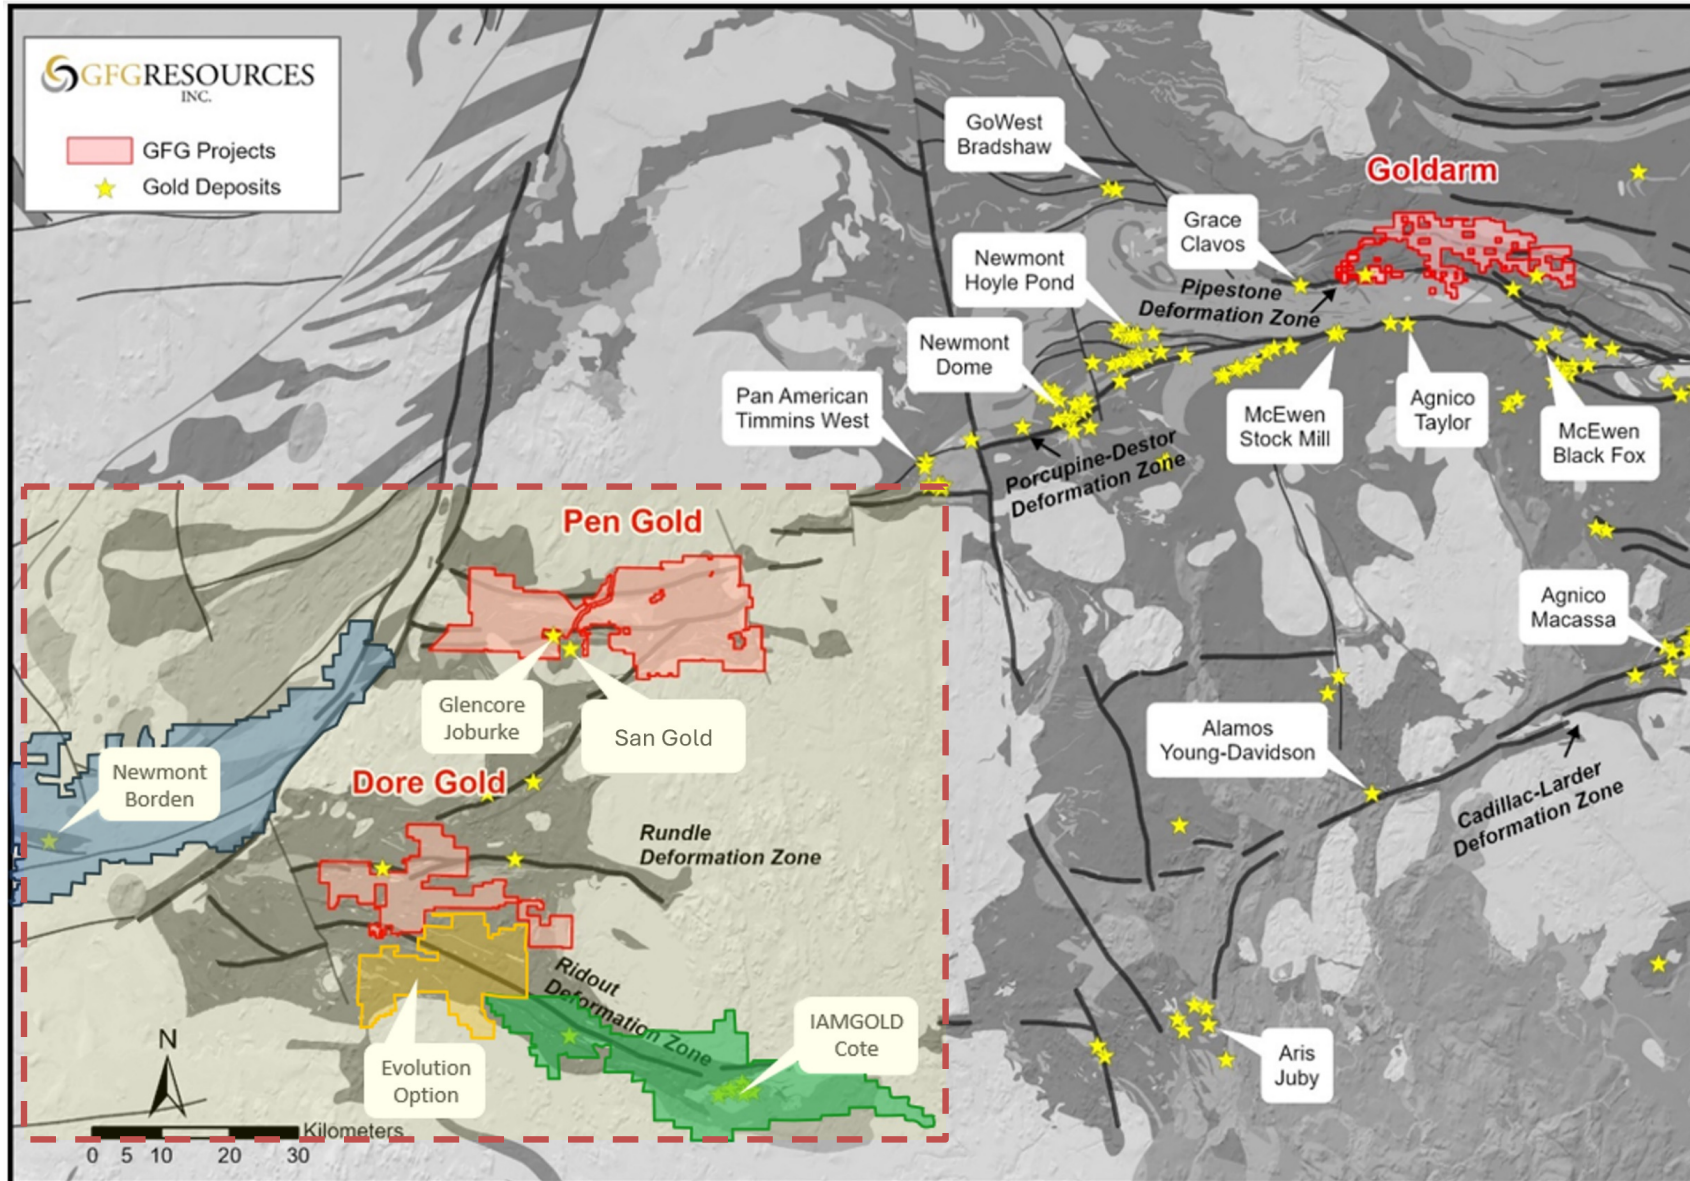 GFGRESOURCES
INC.
GFG Projects
Gold Deposits
GoWest
Bradshaw
Goldarm
Grace
Clavos
Newmont
Hoyle Pond
Pipestone
Deformation Zone
Newmont
Dome
Pan American
Timmins West
McEwen
Stock Mill
Agnico
Taylor
McEwen
Black Fox
Porcupine-Destor
Deformation Zone
Pen Gold
Agnico
Macassa
Glencore
Joburke
San Gold
Alamos
Young-Davidson
Newmont
Borden
Dore Gold
Cadillac-Larder
Deformation Zone
Rundle
Deformation Zone
Ridout
Deformation Zone
IAMGOLD
Cote
Evolution
Option
Aris
Juby
N
Kilometers
0 5 10 20 30